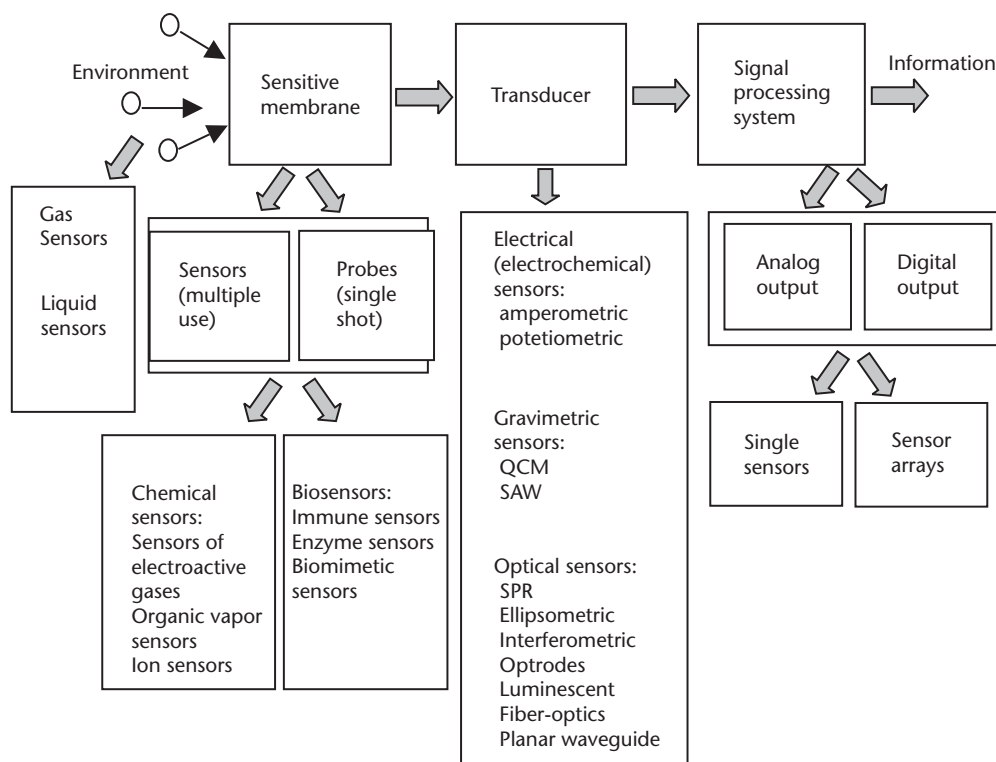 Environment
Sensitive
membrane
Transducer
Signal
processing
system
Information
Gas
Sensors
Liquid
sensors
Sensors
(multiple
use)
Probes
(single
shot)
Chemical
sensors:
Sensors of
electroactive
gases
Organic vapor
sensors
Ion sensors
Biosensors:
Immune sensors
Enzyme sensors
Biomimetic
sensors
Electrical
(electrochemical)
sensors:
amperometric
potetiometric
Gravimetric
sensors:
QCM
SAW
Optical sensors:
SPR
Ellipsometric
Interferometric
Optrodes
Luminescent
Fiber-optics
Planar waveguide
Analog
output
Digital
output
Single
sensors
Sensor
arrays